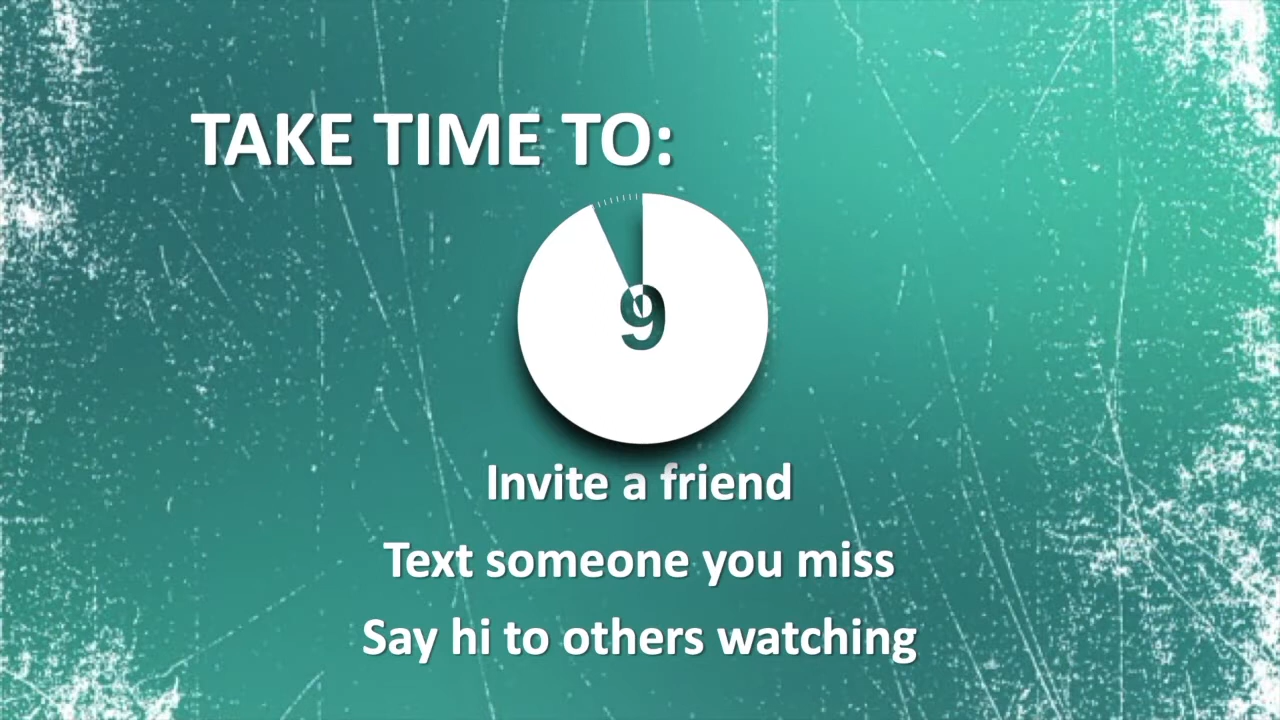 TAKE TIME TO:
9
Invite a friend
Text someone you miss
Say hi to others watching